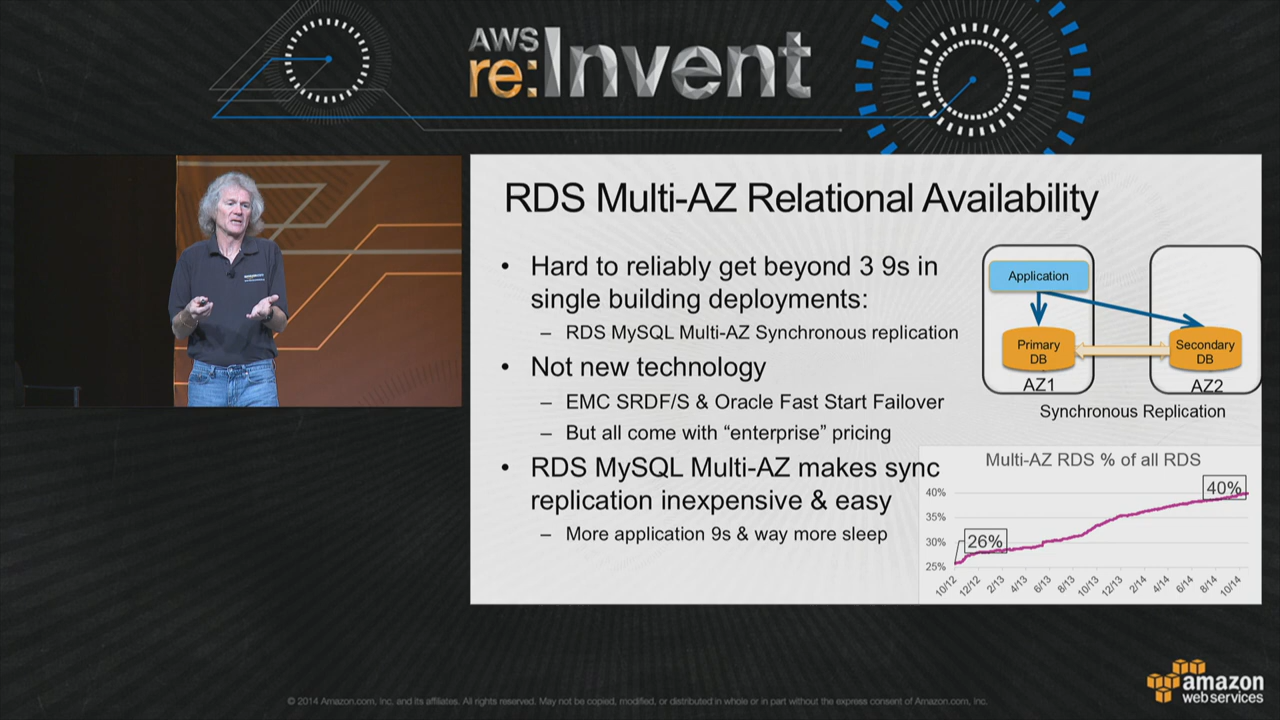 AWS
re:Invent
RDS Multi-AZ Relational Availability
• Hard to reliably get beyond 3 9s in
single building deployments:
– RDS MySQL Multi-AZ Synchronous replication
• Not new technology
– EMC SRDF/S & Oracle Fast Start Failover
– But all come with “enterprise” pricing
• RDS MySQL Multi-AZ makes sync
replication inexpensive & easy
– More application 9s & way more sleep
Application
Primary
DB
Secondary
DB
AZ1
AZ2
Synchronous Replication
Multi-AZ RDS % of all RDS
40%
35%
30%
25%
26%
40%
10/12
12/12
2/13
4/13
6/13
8/13
10/13
12/13
2/14
4/14
6/14
8/14
10/14
amazon
web services
© 2014 Amazon.com, Inc. and its affiliates. All rights reserved. May not be copied, modified, or distributed in whole or in part without the express consent of Amazon.com, Inc.